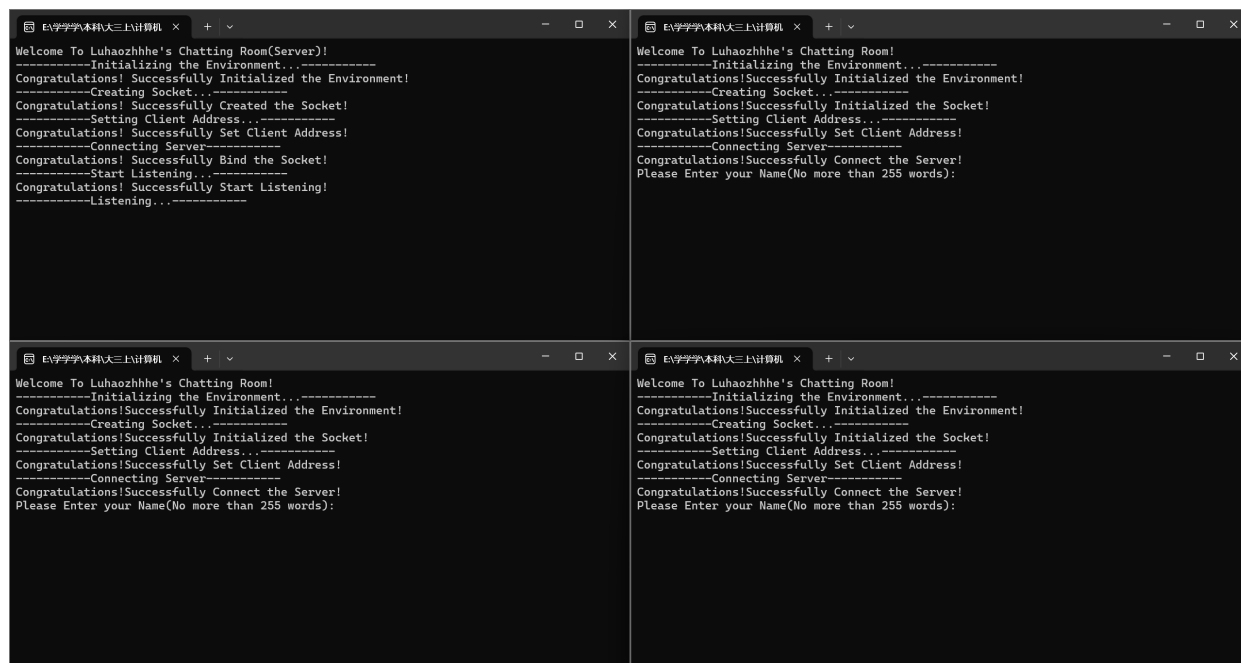 E:\学学学\本科\大三上\计算机
Welcome To Luhaozhhhe's Chatting Room(Server)!
-----------Initializing the Environment...-----------
Congratulations! Successfully Initialized the Environment!
-----------Creating Socket...-----------
Congratulations! Successfully Created the Socket!
-----------Setting Client Address...-----------
Congratulations! Successfully Set Client Address!
-----------Connecting Server-----------
Congratulations! Successfully Bind the Socket!
-----------Start Listening...-----------
Congratulations! Successfully Start Listening!
-----------Listening...-----------
E:\学学学\本科\大三上\计算机
Welcome To Luhaozhhhe's Chatting Room!
-----------Initializing the Environment...-----------
Congratulations!Successfully Initialized the Environment!
-----------Creating Socket...-----------
Congratulations!Successfully Initialized the Socket!
-----------Setting Client Address...-----------
Congratulations!Successfully Set Client Address!
-----------Connecting Server-----------
Congratulations!Successfully Connect the Server!
Please Enter your Name(No more than 255 words):
E:\学学学\本科\大三上\计算机
Welcome To Luhaozhhhe's Chatting Room!
-----------Initializing the Environment...-----------
Congratulations!Successfully Initialized the Environment!
-----------Creating Socket...-----------
Congratulations!Successfully Initialized the Socket!
-----------Setting Client Address...-----------
Congratulations!Successfully Set Client Address!
-----------Connecting Server-----------
Congratulations!Successfully Connect the Server!
Please Enter your Name(No more than 255 words):
E:\学学学\本科\大三上\计算机
Welcome To Luhaozhhhe's Chatting Room!
-----------Initializing the Environment...-----------
Congratulations!Successfully Initialized the Environment!
-----------Creating Socket...-----------
Congratulations!Successfully Initialized the Socket!
-----------Setting Client Address...-----------
Congratulations!Successfully Set Client Address!
-----------Connecting Server-----------
Congratulations!Successfully Connect the Server!
Please Enter your Name(No more than 255 words):